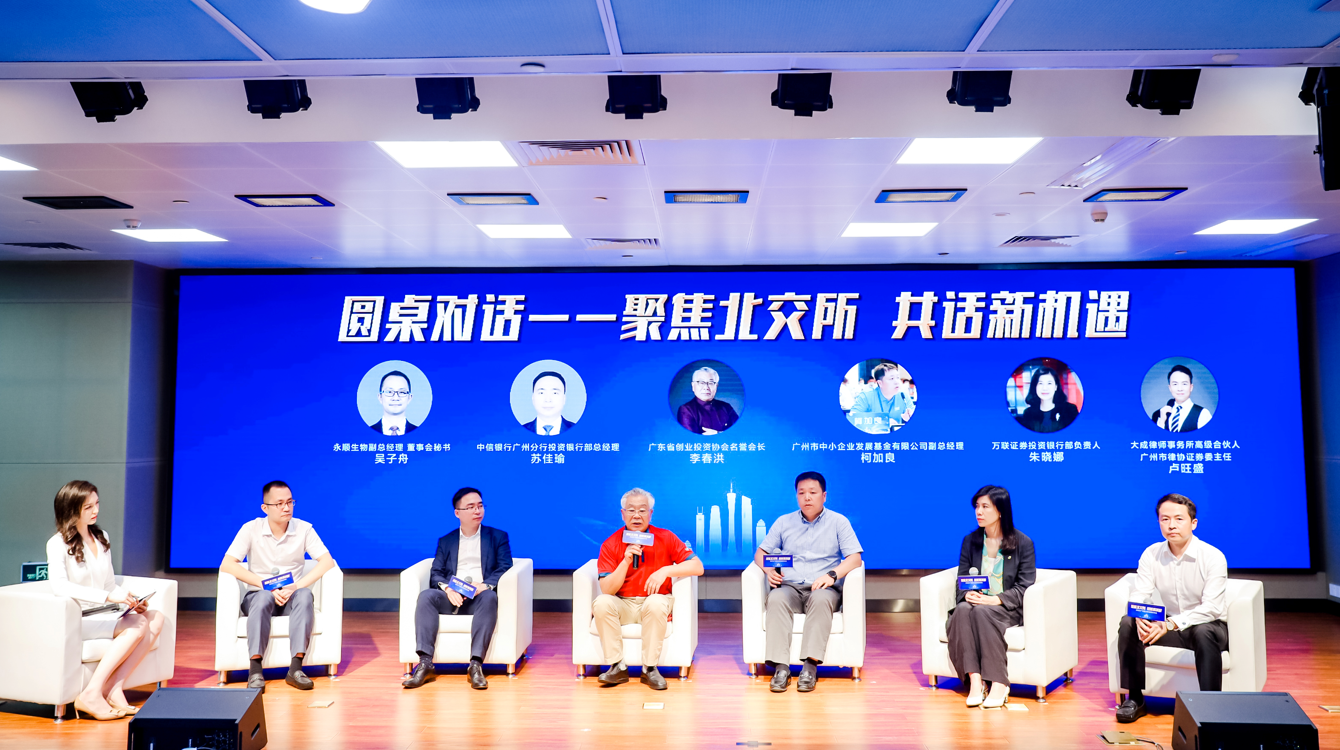 圆桌对话——聚焦北交所 共话新机遇
永顺生物副总经理 董事会秘书
吴子舟
中信银行广州分行投资银行部总经理
苏佳瑜
广东省创业投资协会名誉会长
李春洪
广州市中小企业发展基金有限公司副总经理
柯加良
万联证券投资银行部负责人
朱晓娜
大成律师事务所高级合伙人
广州市律协证券委主任
卢旺盛